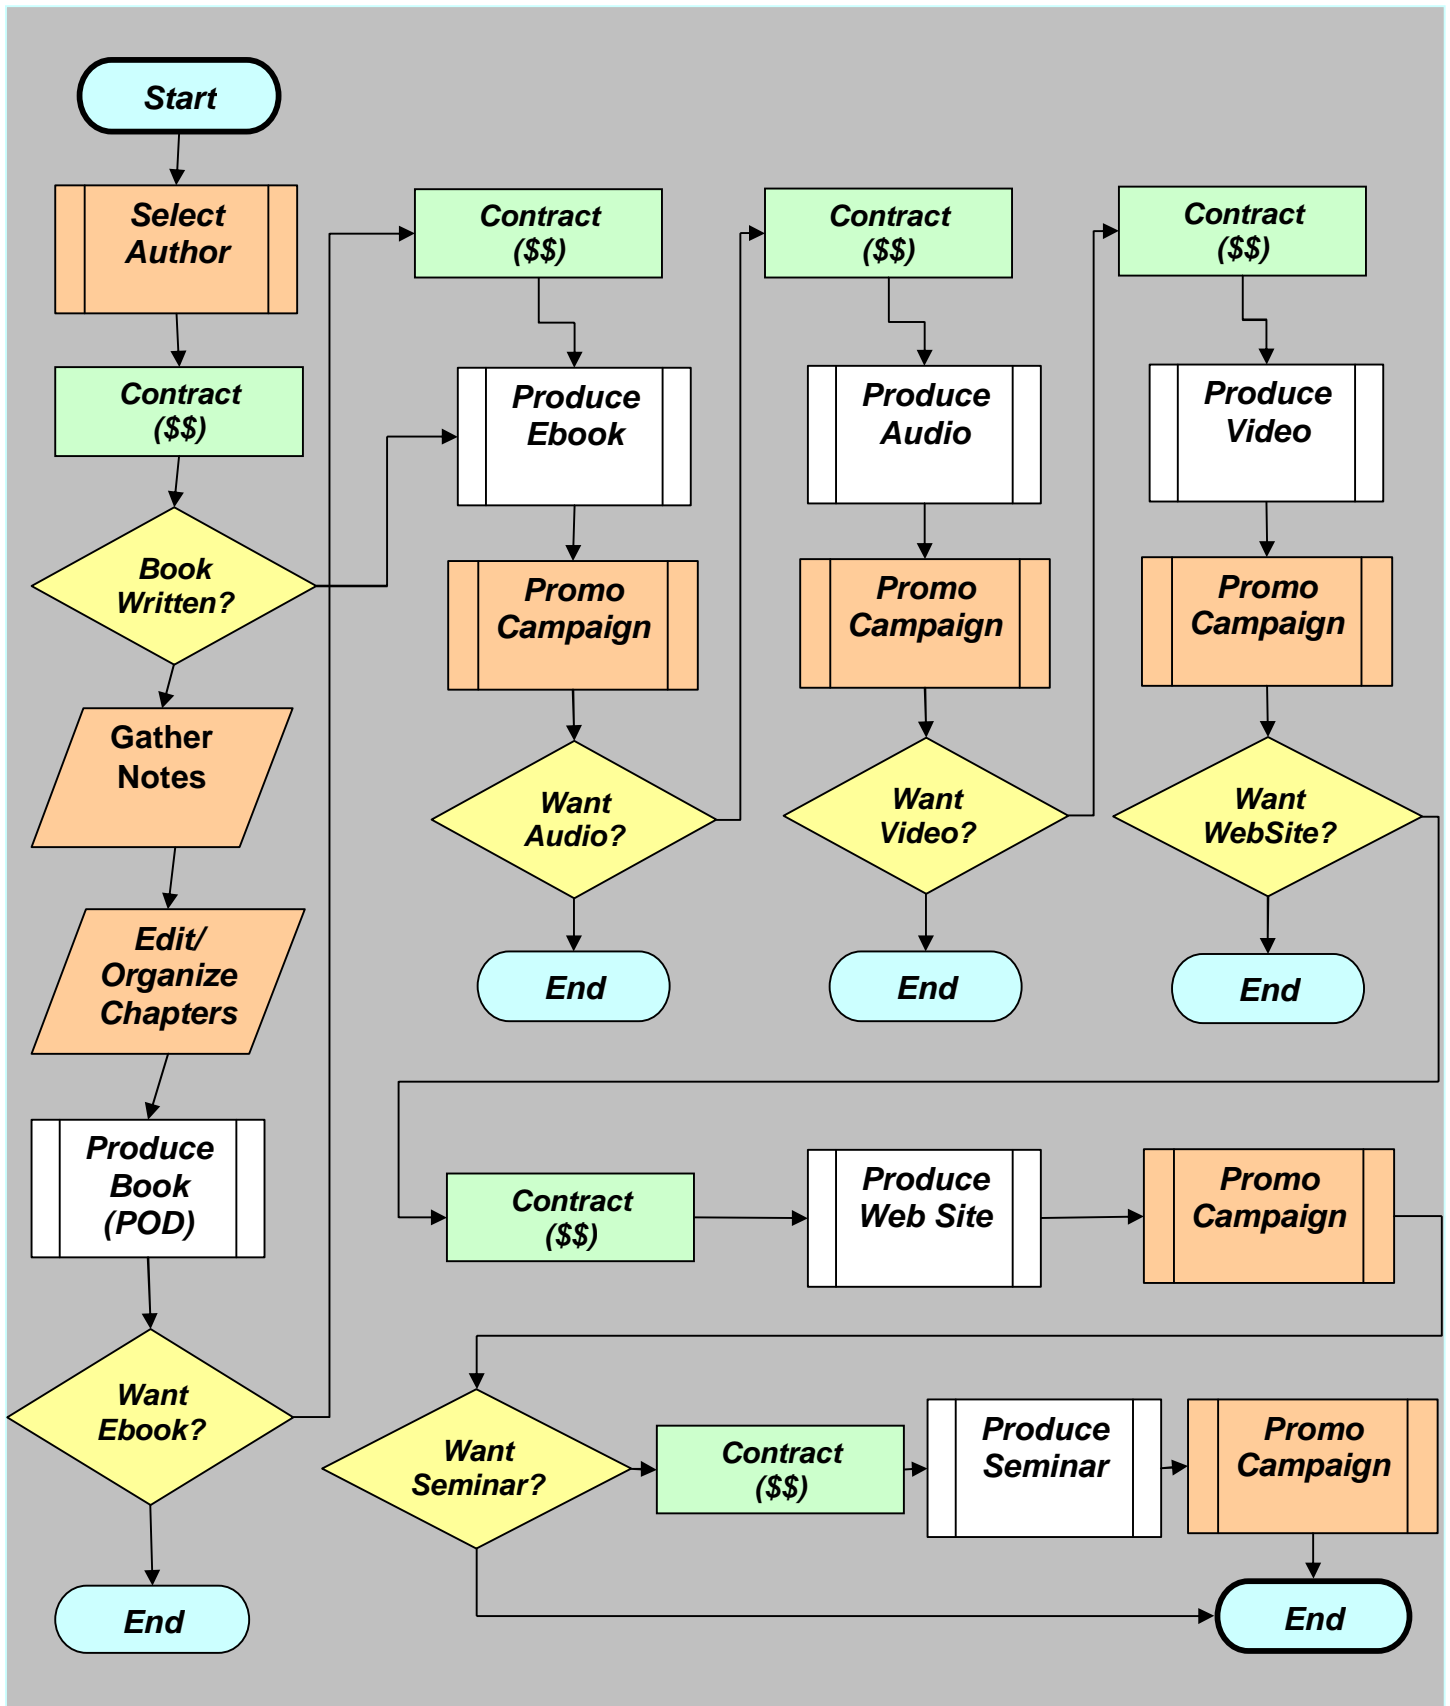 Start
Select
Author
Contract
($$)
Book
Written?
Gather
Notes
Edit/
Organize
Chapters
Produce
Book
(POD)
Want
Ebook?
End
Contract
($$)
Produce
Ebook
Promo
Campaign
Want
Audio?
End
Contract
($$)
Produce
Audio
Promo
Campaign
Want
Video?
End
Contract
($$)
Produce
Video
Promo
Campaign
Want
WebSite?
End
Contract
($$)
Produce
Web Site
Promo
Campaign
Want
Seminar?
Contract
($$)
Produce
Seminar
Promo
Campaign
End